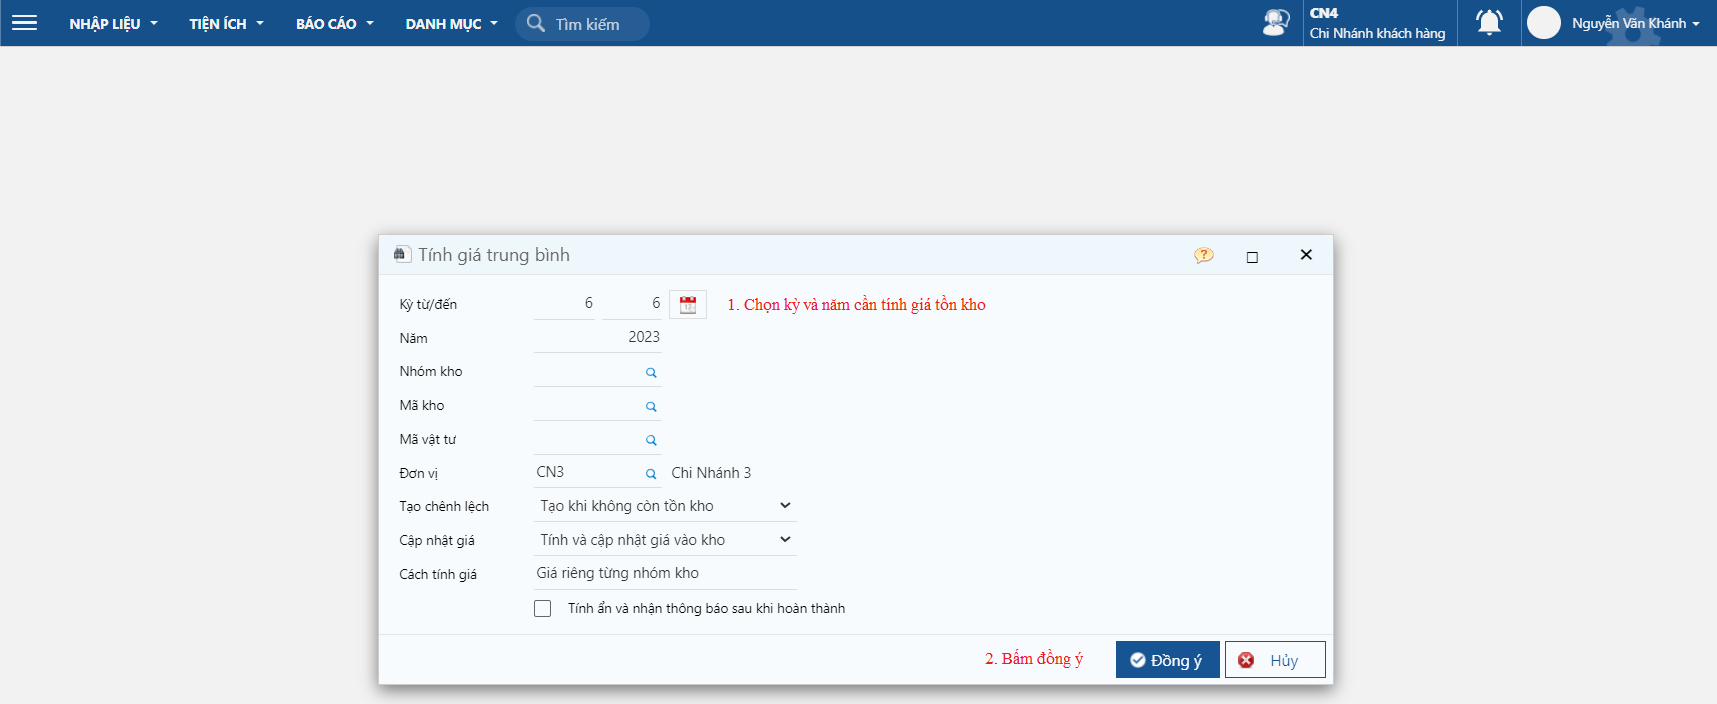 NHẬP LIỆU TIỆN ÍCH BÁO CÁO DANH MỤC Tìm kiếm
CN4
Chi Nhánh khách hàng
Nguyễn Văn Khánh
Tính giá trung bình
Kỳ từ/đến 6 6 1. Chọn kỳ và năm cần tính giá tồn kho
Năm 2023
Nhóm kho
Mã kho
Mã vật tư
Đơn vị CN3 Chi Nhánh 3
Tạo chênh lệch Tạo khi không còn tồn kho
Cập nhật giá Tính và cập nhật giá vào kho
Cách tính giá Giá riêng từng nhóm kho
Tính ẩn và nhận thông báo sau khi hoàn thành
2. Bấm đồng ý Đồng ý Hủy